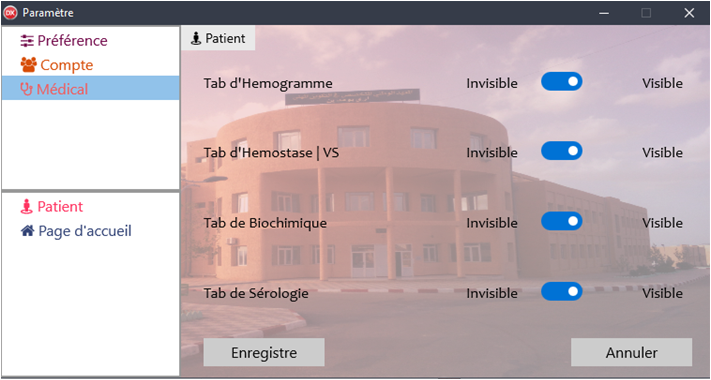 DX Paramètre
Préférence
Compte
Médical
Patient
Page d'accueil
Patient
Tab d'Hemogramme Invisible Visible
Tab d'Hemostase | VS Invisible Visible
Tab de Biochimique Invisible Visible
Tab de Sérologie Invisible Visible
Enregistre Annuler